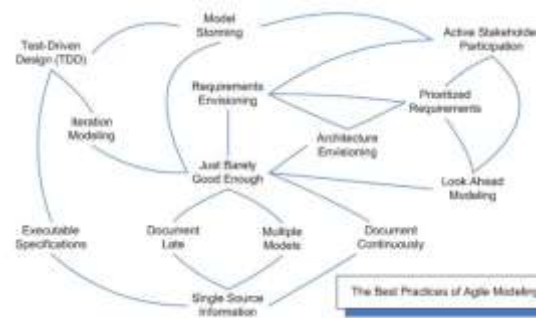 Model
Storming
Active Stakeholder
Participation
Test-Driven
Design (TDD)
Requirements
Envisioning
Prioritized
Requirements
Iteration
Modeling
Architecture
Envisioning
Just Barely
Good Enough
Look Ahead
Modeling
Executable
Specifications
Document
Late
Multiple
Models
Document
Continuously
Single Source
Information
The Best Practices of Agile Modeling